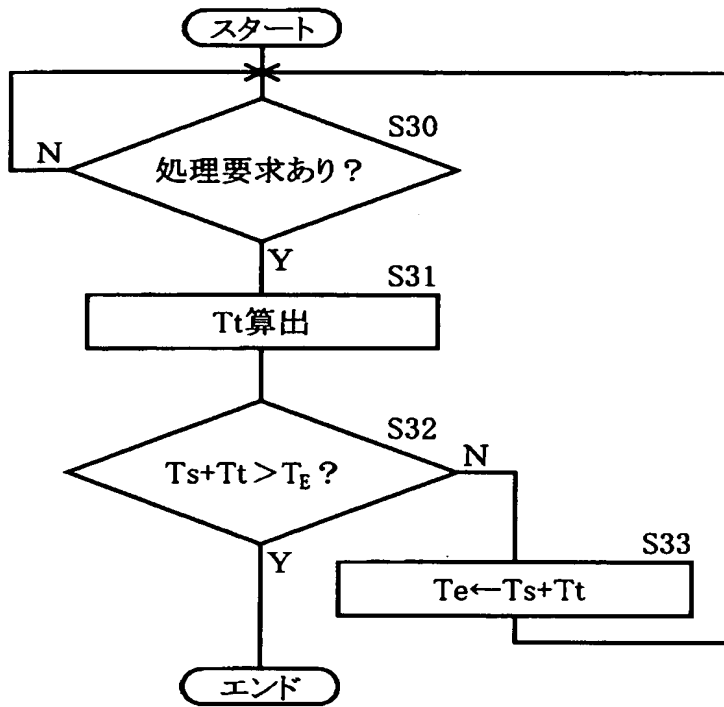 スタート
S30
N
処理要求あり?
Y
S31
Tt算出
S32
Ts+Tt>TE?
N
Y
S33
Te←Ts+Tt
エンド